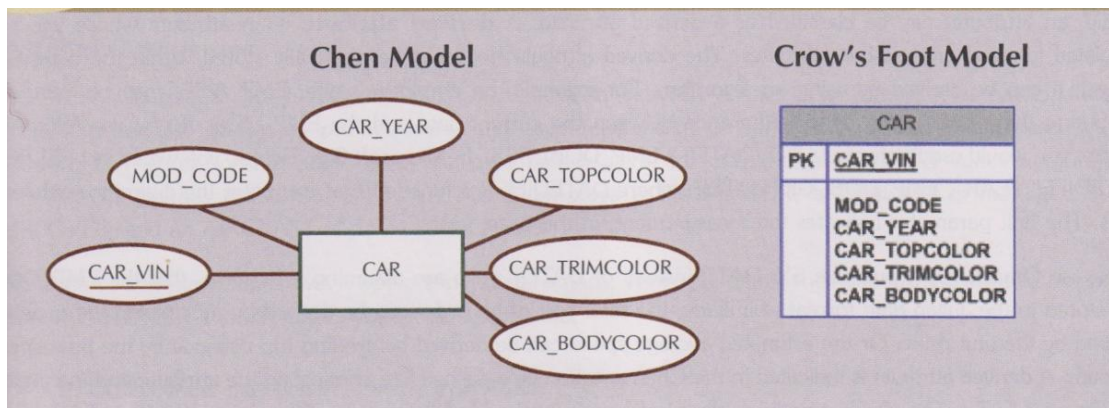 Chen Model
CAR_YEAR
MOD_CODE
CAR_TOPCOLOR
CAR_VIN
CAR
CAR_TRIMCOLOR
CAR_BODYCOLOR
Crow's Foot Model
CAR
PK CAR_VIN
MOD_CODE
CAR_YEAR
CAR_TOPCOLOR
CAR_TRIMCOLOR
CAR_BODYCOLOR